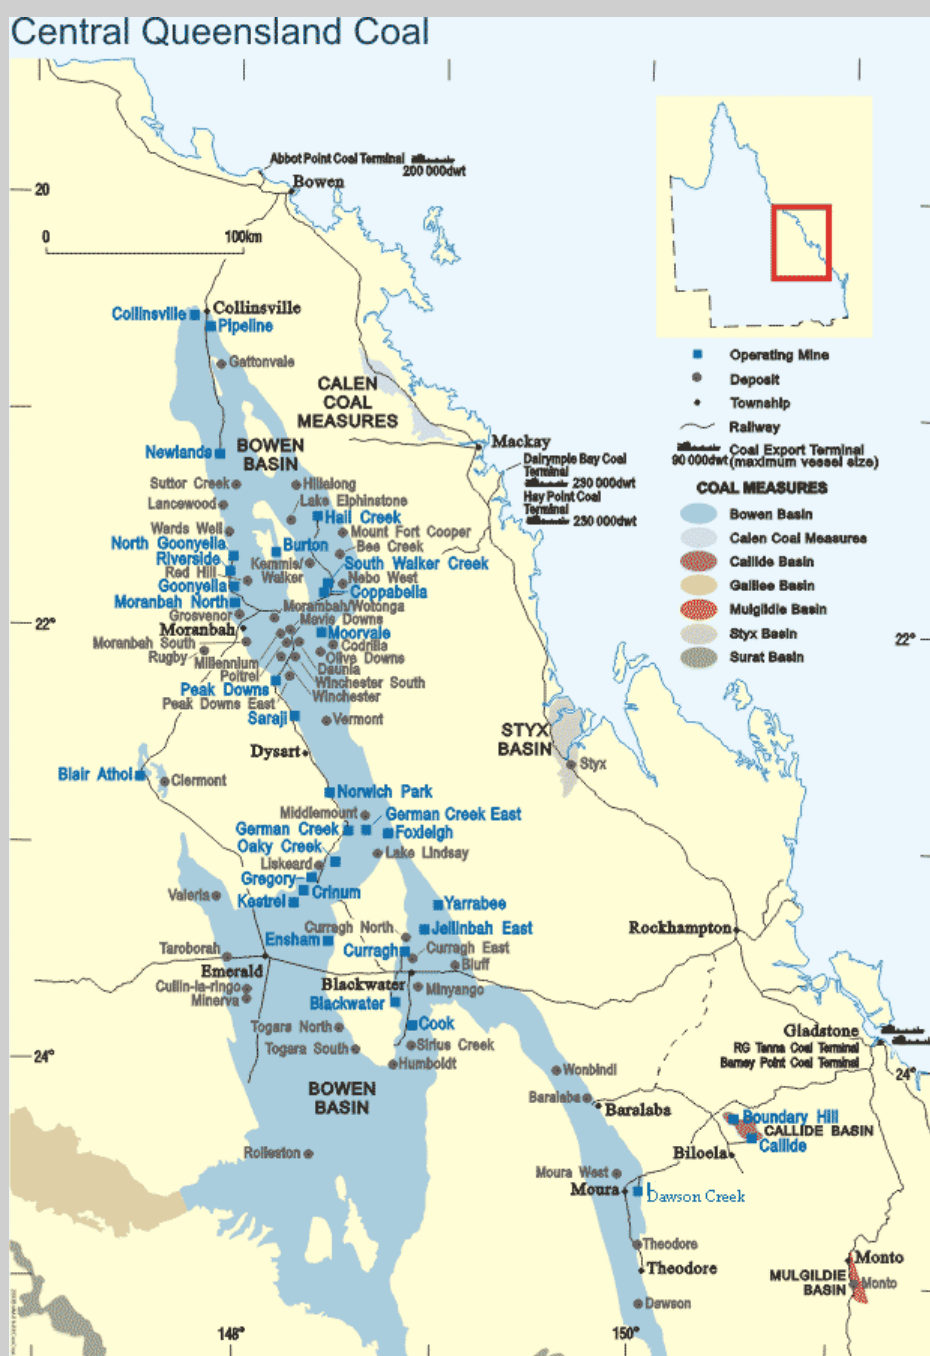 Central Queensland Coal
Abbot Point Coal Terminal
200 000dwt
Bowen
20
0
100km
Collinsville
Collinsville
Pipeline
Gattonvale
CALEN
COAL
MEASURES
Operating Mine
Deposit
Township
Railway
Coal Export Terminal
90 000dwt (maximum vessel size)
COAL MEASURES
Bowen Basin
Calen Coal Measures
Callide Basin
Galilee Basin
Mulgildie Basin
Styx Basin
Surat Basin
Mackay
Dalrymple Bay Coal
Terminal
230 000dwt
Hay Point Coal
Terminal
230 000dwt
Newlands
BOWEN
BASIN
Suttor Creek
Hillalong
Lancewood
Lake Elphinstone
Hail Creek
Wards Well
Mount Fort Cooper
North Goonyella
Burton
Bee Creek
Riverside
Kemmis/
Walker
South Walker Creek
Red Hill
Nebo West
Goonyella
Coppabella
Moranbah North
Moranbah/Wotonga
Grosvenor
Mavis Downs
Moranbah
Moorvale
Moranbah South
Codrilla
Rugby
Olive Downs
Millennium
Daunia
Poitrel
Winchester South
Peak Downs
Winchester
Peak Downs East
Saraji
Vermont
22°
22°
STYX
BASIN
Styx
Dysart
Blair Athol
Clermont
Norwich Park
Middlemount
German Creek East
German Creek
Foxleigh
Oaky Creek
Lake Lindsay
Liskeard
Gregory
Crinum
Valeria
Kestrel
Yarrabee
Curragh North
Jellinbah East
Rockhampton
Ensham
Curragh
Curragh East
Taroborah
Bluff
Emerald
Blackwater
Cullin-la-ringo
Minyango
Minerva
Blackwater
Togara North
Cook
Togara South
Sirius Creek
Humboldt
24°
Gladstone
RG Tanna Coal Terminal
Barney Point Coal Terminal
24°
BOWEN
BASIN
Wonbindi
Baralaba
Baralaba
Boundary Hill
CALLIDE BASIN
Callide
Biloela
Rolleston
Moura West
Moura
Dawson Creek
Theodore
Theodore
Dawson
Monto
MULGILDIE
BASIN
Monto
148°
150°